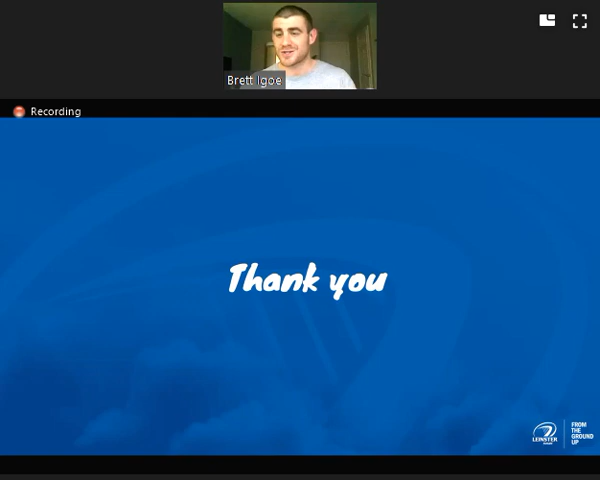 Brett Igoe
Recording
Thank you
LEINSTER
FROM
THE
GROUND
UP